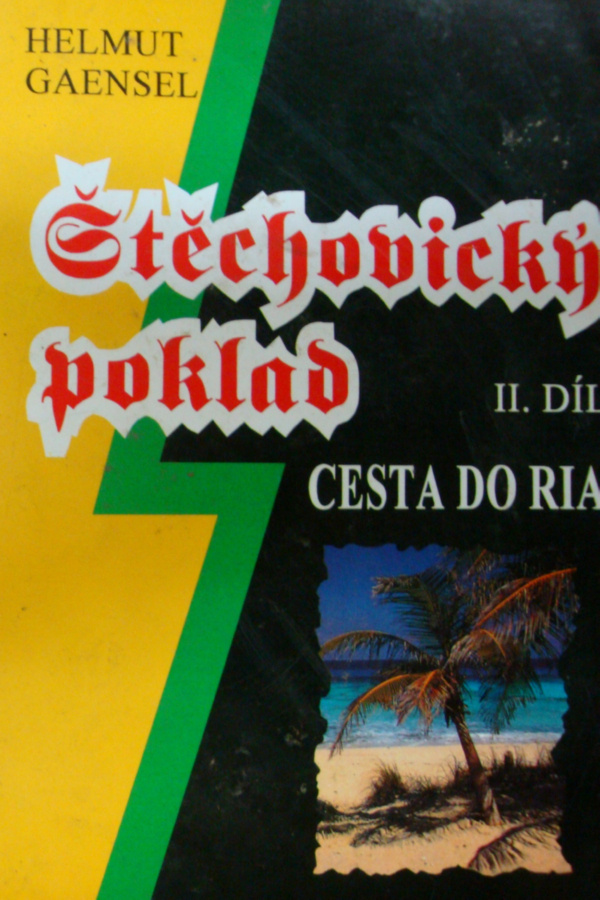 HELMUT
GAENSEL
Štěchovický
poklad
II. DÍL
CESTA DO RIA